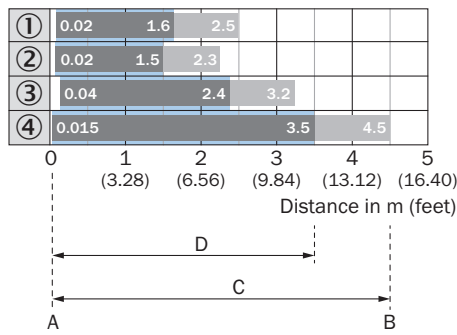 ① 0.02 1.6 2.5
② 0.02 1.5 2.3
③ 0.04 2.4 3.2
④ 0.015 3.5 4.5
0 1 2 3 4 5
(3.28) (6.56) (9.84) (13.12) (16.40)
Distance in m (feet)
D
C
A B